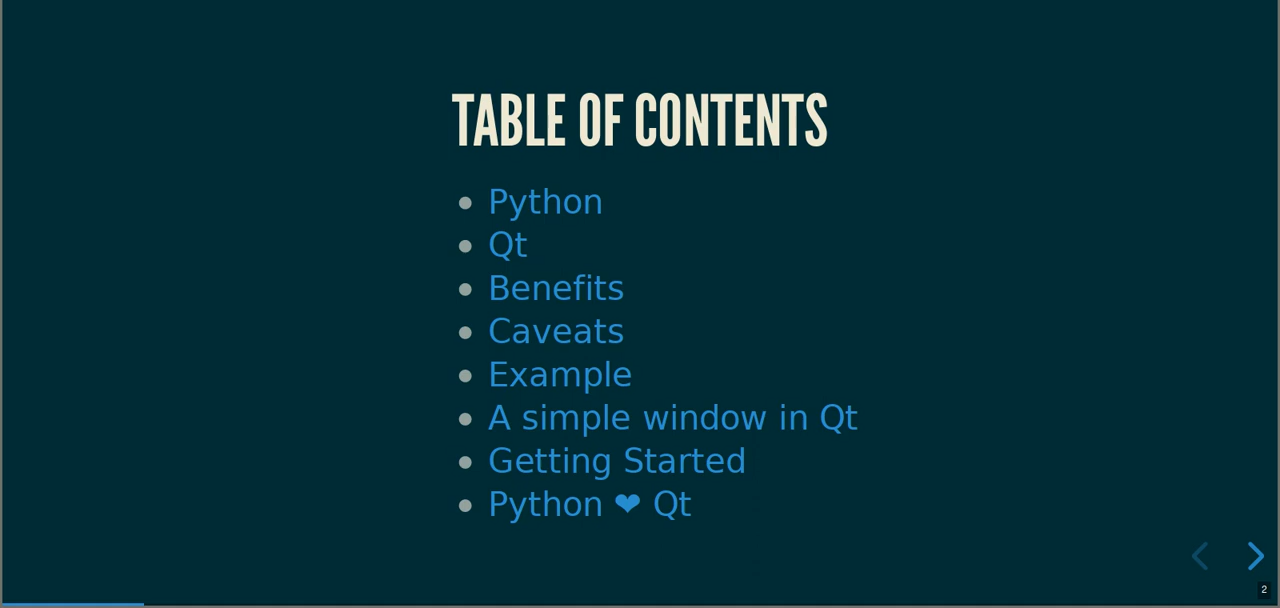 TABLE OF CONTENTS
Python
Qt
Benefits
Caveats
Example
A simple window in Qt
Getting Started
Python ❤ Qt
2